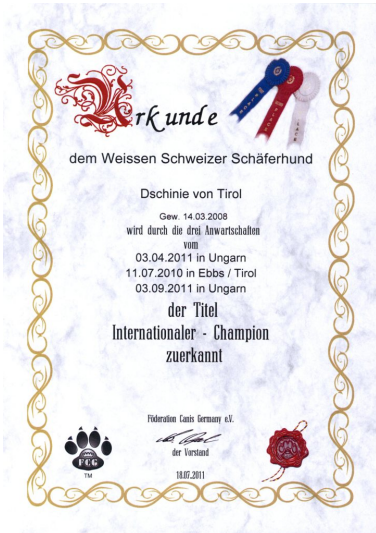 Urkunde
dem Weissen Schweizer Schäferhund
Dschinie von Tirol
Gew. 14.03.2008
wird durch die drei Anwartschaften
vom
03.04.2011 in Ungarn
11.07.2010 in Ebbs / Tirol
03.09.2011 in Ungarn
der Titel
Internationaler - Champion
zuerkannt
Föderation Canis Germany e.V.
der Vorstand
FCG
TM
18.07.2011